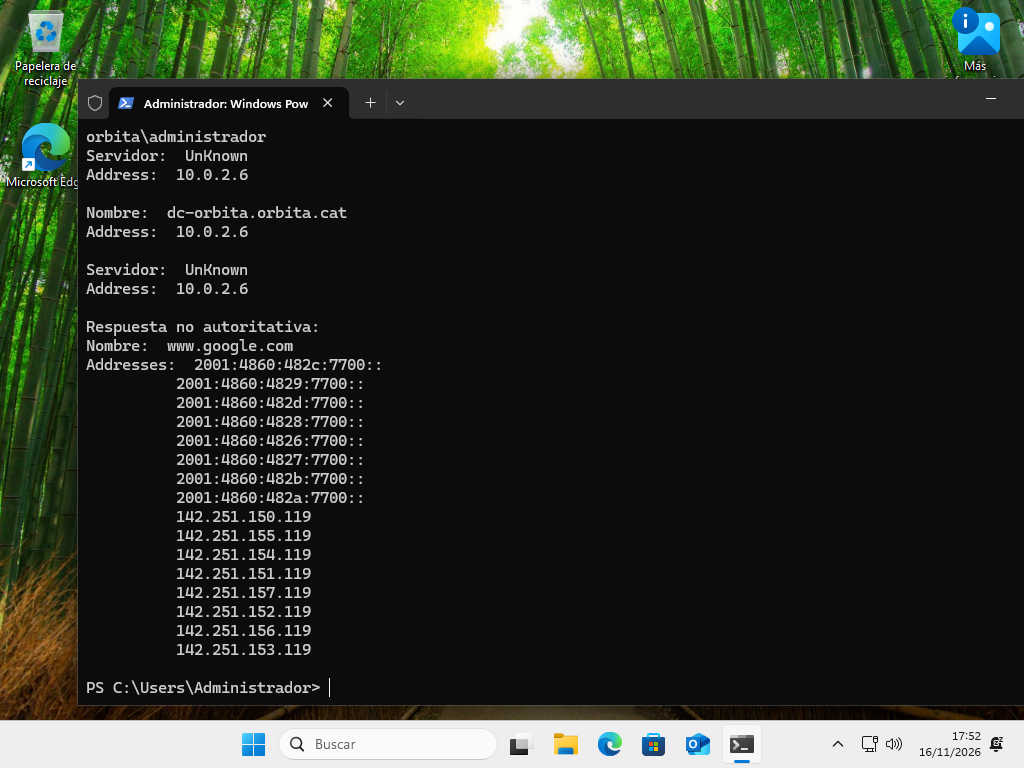 Papelera de
reciclaje
Más
Microsoft Edg
Administrador: Windows Pow
orbita\administrador
Servidor:  UnKnown
Address:  10.0.2.6
Nombre:  dc-orbita.orbita.cat
Address:  10.0.2.6
Servidor:  UnKnown
Address:  10.0.2.6
Respuesta no autoritativa:
Nombre:  www.google.com
Addresses:  2001:4860:482c:7700::
2001:4860:4829:7700::
2001:4860:482d:7700::
2001:4860:4828:7700::
2001:4860:4826:7700::
2001:4860:4827:7700::
2001:4860:482b:7700::
2001:4860:482a:7700::
142.251.150.119
142.251.155.119
142.251.154.119
142.251.151.119
142.251.157.119
142.251.152.119
142.251.156.119
142.251.153.119
PS C:\Users\Administrador>
Buscar
17:52
16/11/2026